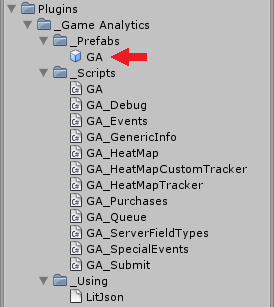 Plugins
_Game Analytics
_Prefabs
GA
_Scripts
GA
GA_Debug
GA_Events
GA_GenericInfo
GA_HeatMap
GA_HeatMapCustomTracker
GA_HeatMapTracker
GA_Purchases
GA_Queue
GA_ServerFieldTypes
GA_SpecialEvents
GA_Submit
_Using
LitJson